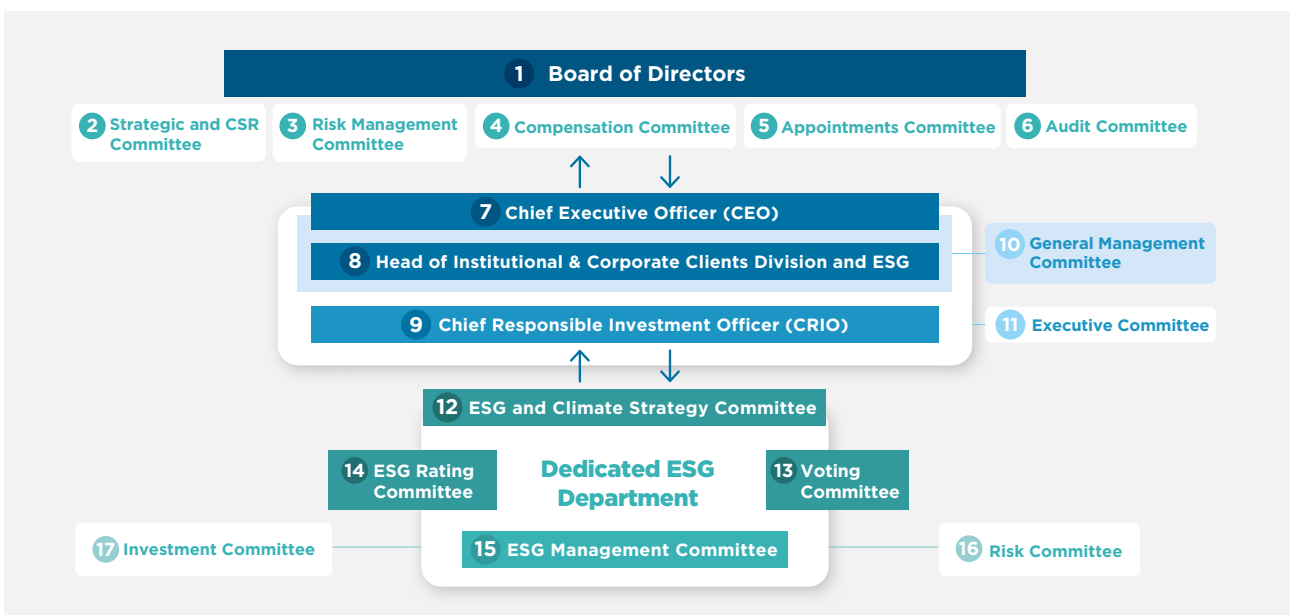 1 Board of Directors
2 Strategic and CSR
Committee
3 Risk Management
Committee
4 Compensation Committee
5 Appointments Committee
6 Audit Committee
7 Chief Executive Officer (CEO)
8 Head of Institutional & Corporate Clients Division and ESG
9 Chief Responsible Investment Officer (CRIO)
10 General Management
Committee
11 Executive Committee
12 ESG and Climate Strategy Committee
14 ESG Rating
Committee
Dedicated ESG
Department
13 Voting
Committee
17 Investment Committee
15 ESG Management Committee
16 Risk Committee